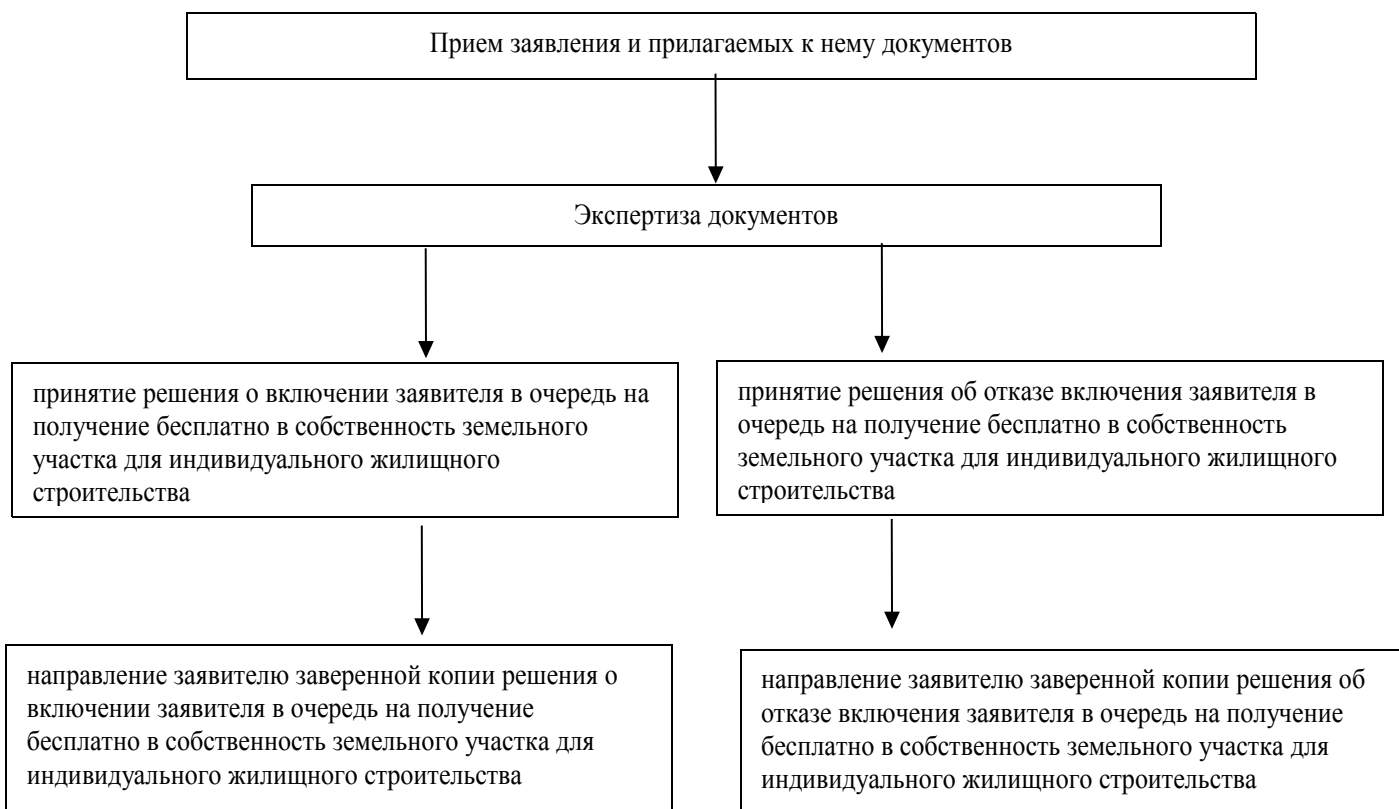 Прием заявления и прилагаемых к нему документов
Экспертиза документов
принятие решения о включении заявителя в очередь на
получение бесплатно в собственность земельного
участка для индивидуального жилищного
строительства
принятие решения об отказе включения заявителя в
очередь на получение бесплатно в собственность
земельного участка для индивидуального жилищного
строительства
направление заявителю заверенной копии решения о
включении заявителя в очередь на получение
бесплатно в собственность земельного участка для
индивидуального жилищного строительства
направление заявителю заверенной копии решения об
отказе включения заявителя в очередь на получение
бесплатно в собственность земельного участка для
индивидуального жилищного строительства